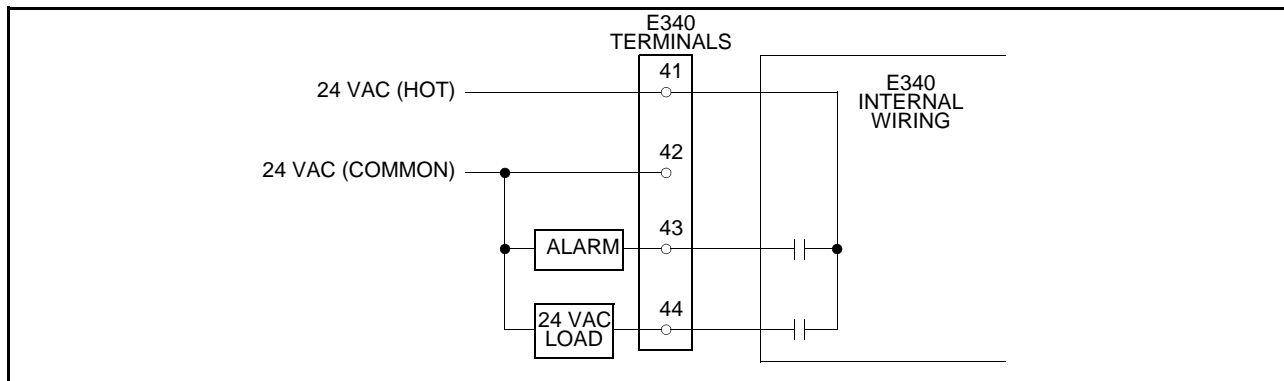 E340
TERMINALS
41
24 VAC (HOT)
E340
INTERNAL
WIRING
42
24 VAC (COMMON)
43
ALARM
44
24 VAC
LOAD